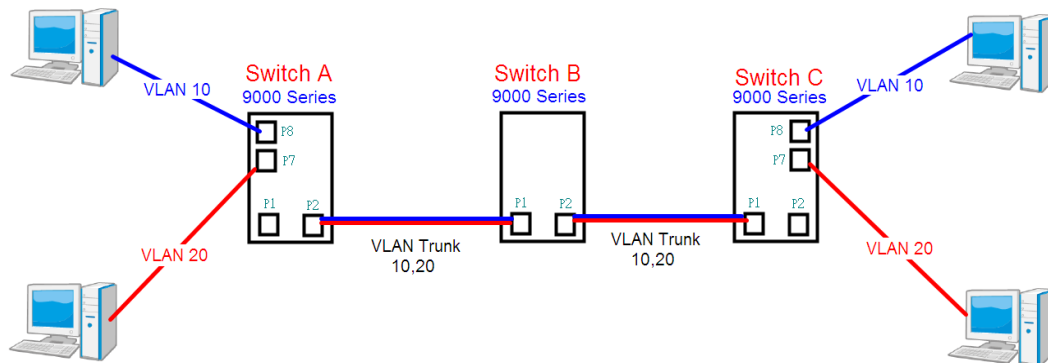 Switch A
9000 Series
Switch B
9000 Series
Switch C
9000 Series
VLAN 10
VLAN 10
P8
P7
P1
P2
P1
P2
P8
P7
P1
P2
VLAN 20
VLAN Trunk
10,20
VLAN Trunk
10,20
VLAN 20